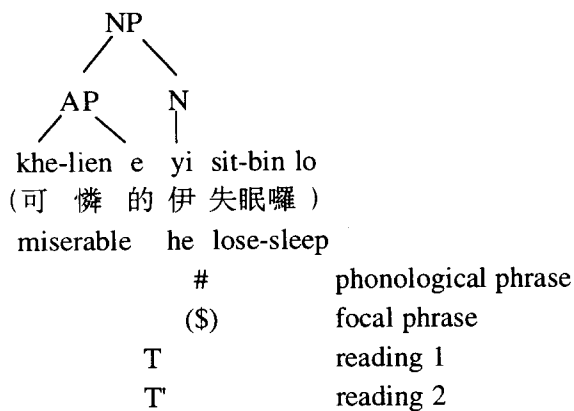 NP
AP N
khe-lien e yi sit-bin lo
(可 憐 的 伊 失眠囉)
miserable he lose-sleep
# phonological phrase
($) focal phrase
T reading 1
T' reading 2